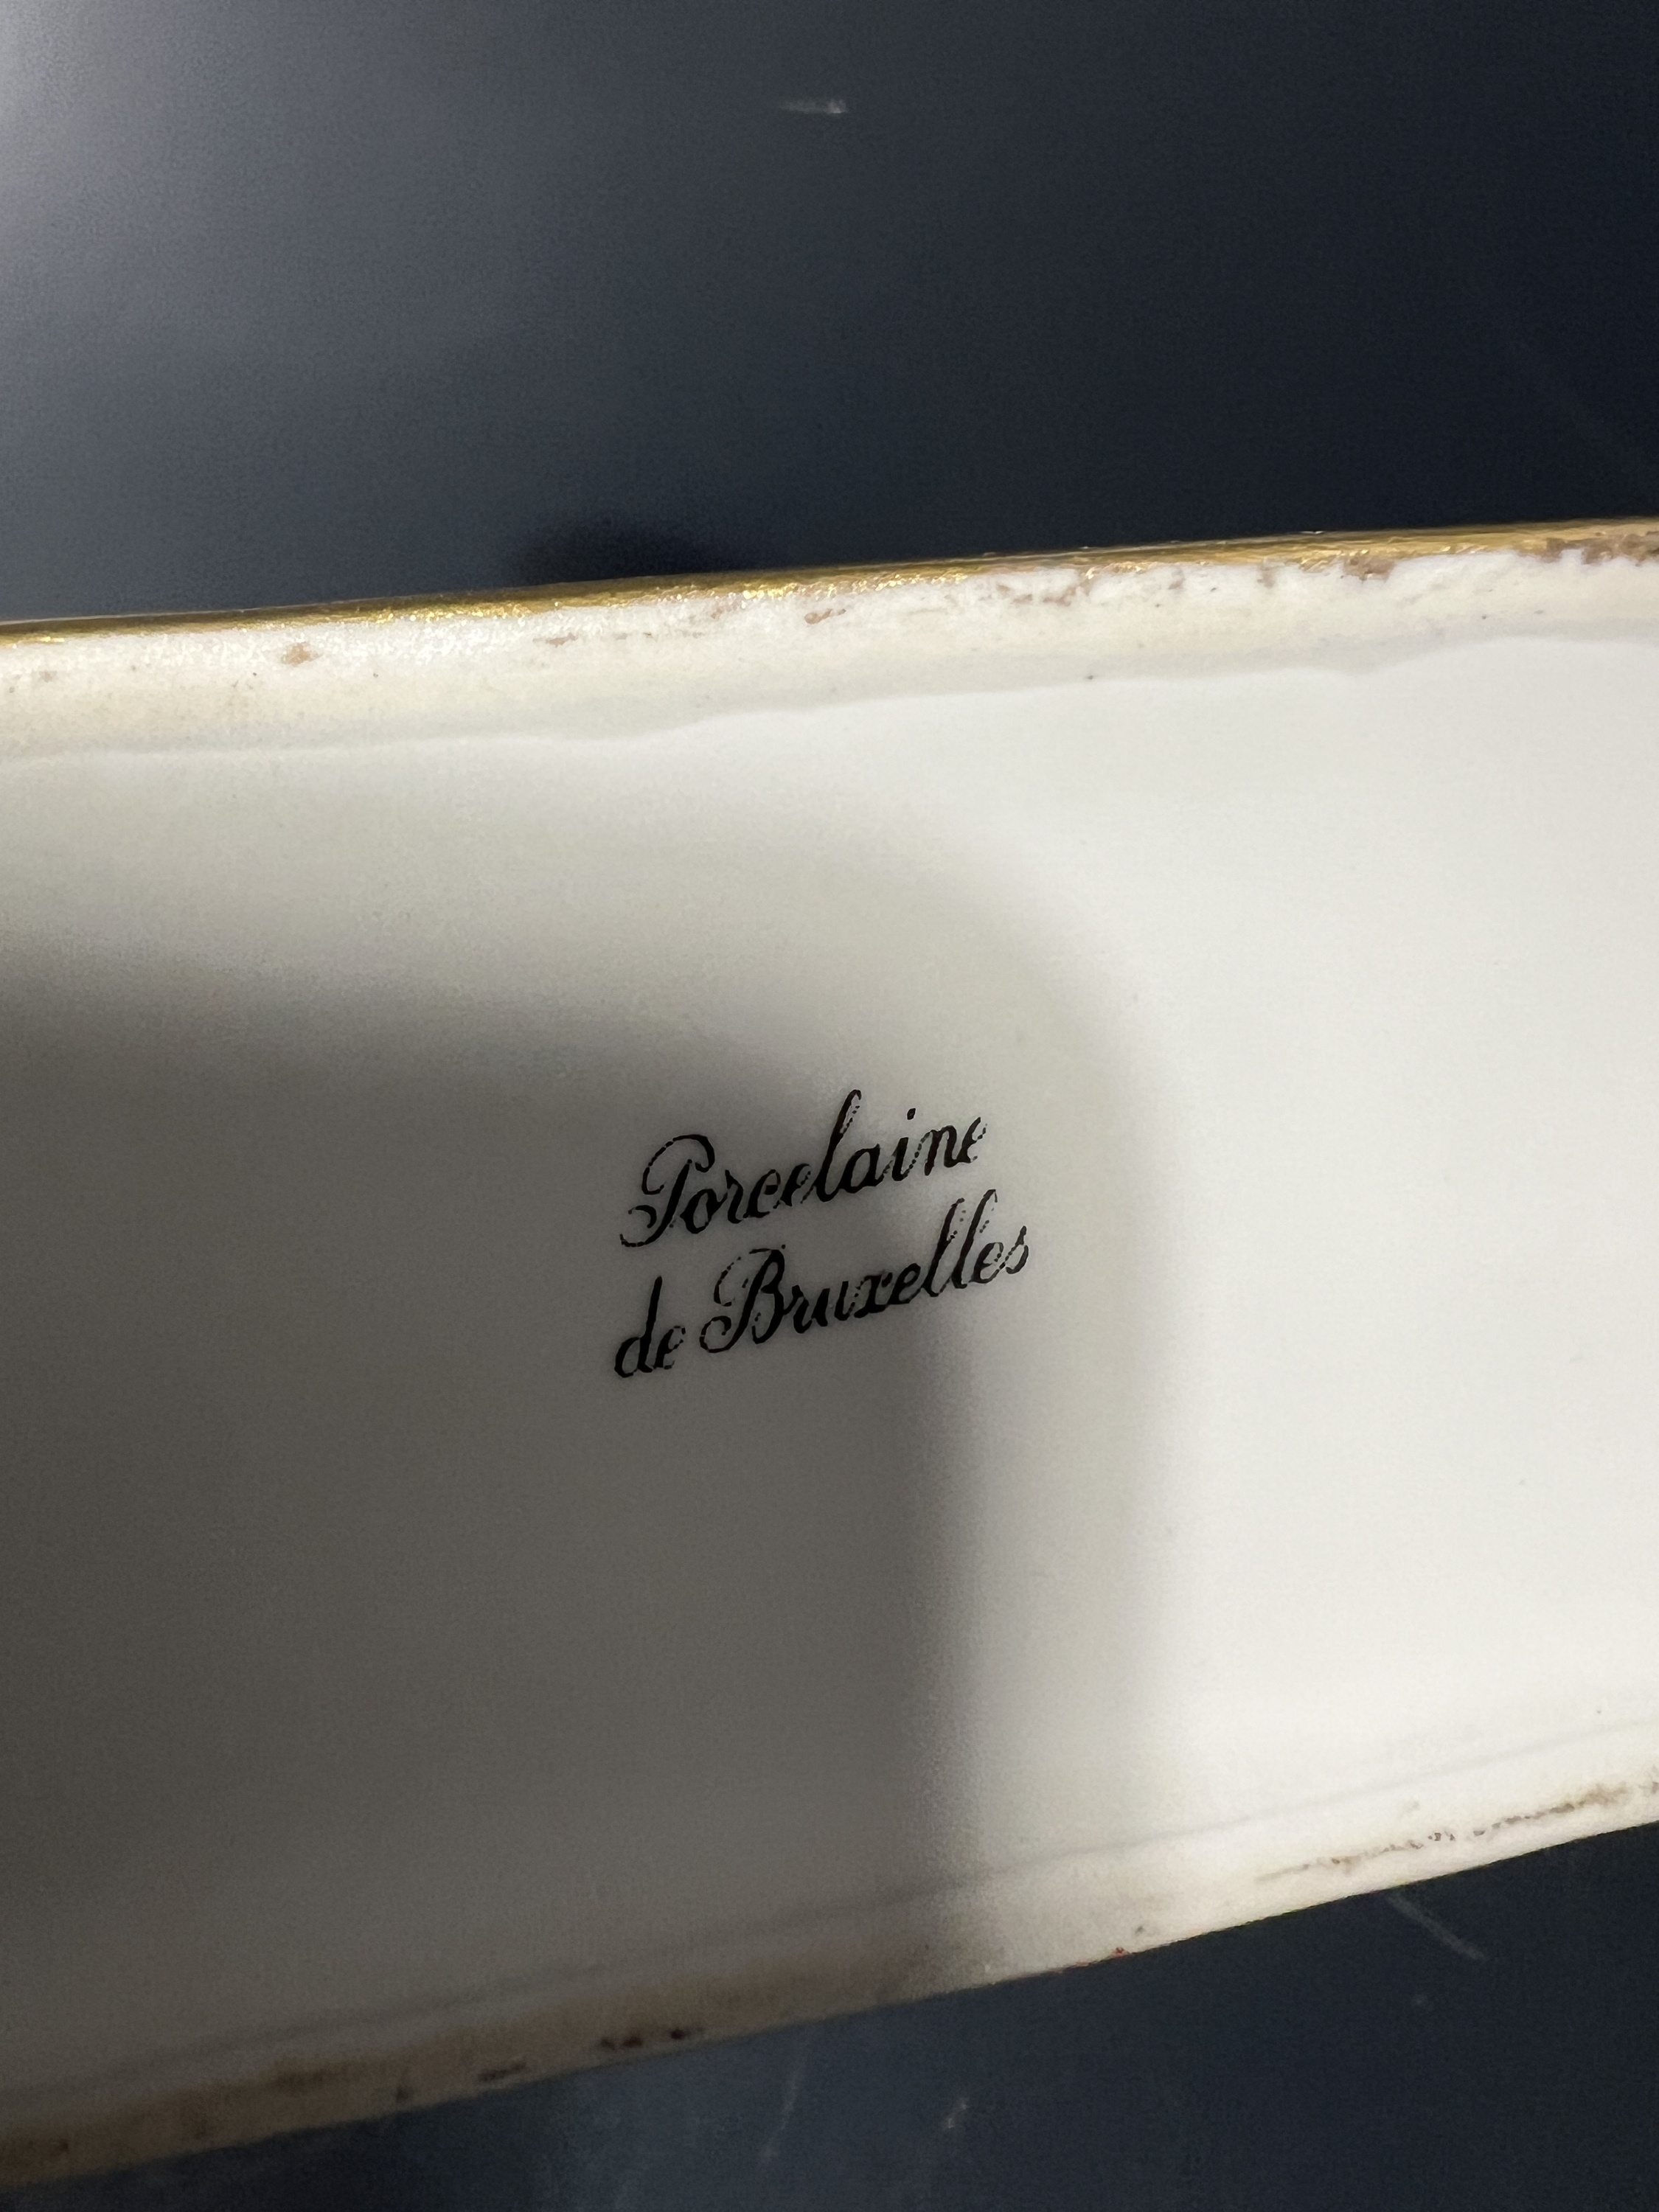 Porcelaine
de Bruxelles